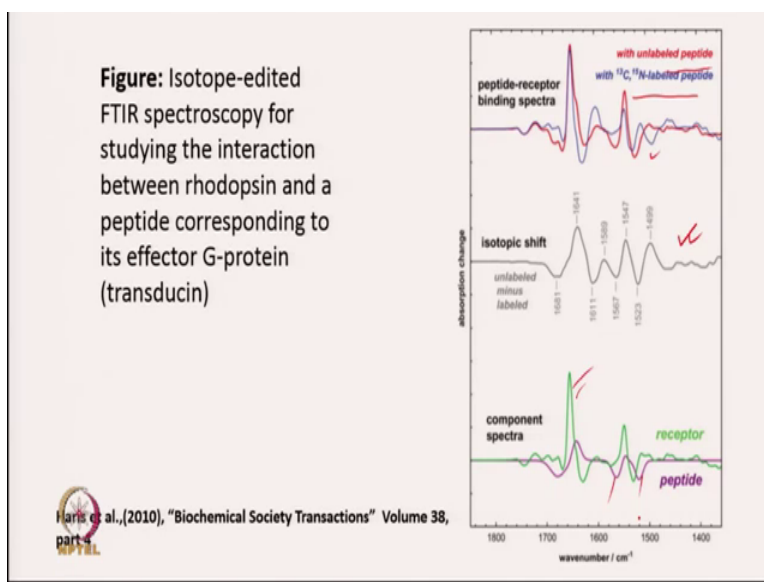 Figure: Isotope-edited
FTIR spectroscopy for
studying the interaction
between rhodopsin and a
peptide corresponding to
its effector G-protein
(transducin)
Haris et al.,(2010), “Biochemical Society Transactions” Volume 38,
part 4
NPTEL
with unlabeled peptide
with ¹³C,¹⁵N-labeled peptide
peptide-receptor
binding spectra
isotopic shift
unlabeled
minus
labeled
1681
1641
1611
1589
1567
1547
1523
1499
absorption change
component
spectra
receptor
peptide
1800 1700 1600 1500 1400
wavenumber / cm⁻¹